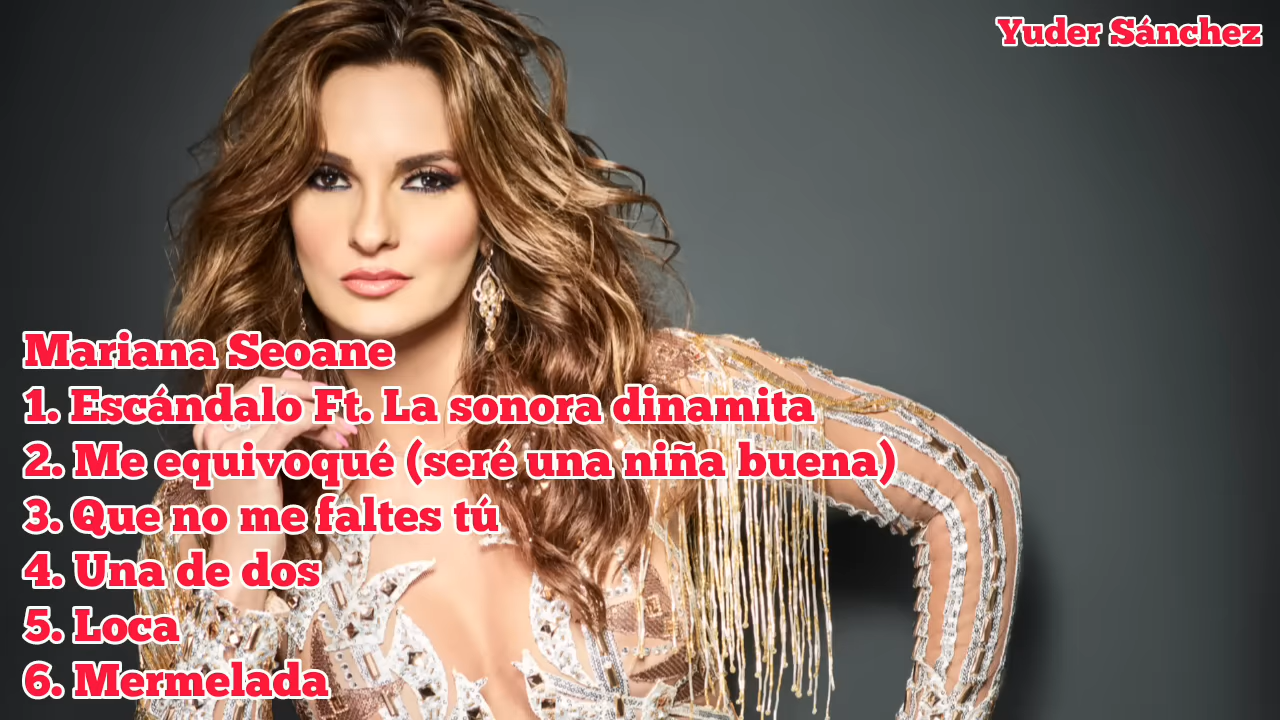 Yuder Sánchez
Mariana Seoane
1. Escándalo Ft. La sonora dinamita
2. Me equivoqué (seré una niña buena)
3. Que no me faltes tú
4. Una de dos
5. Loca
6. Mermelada